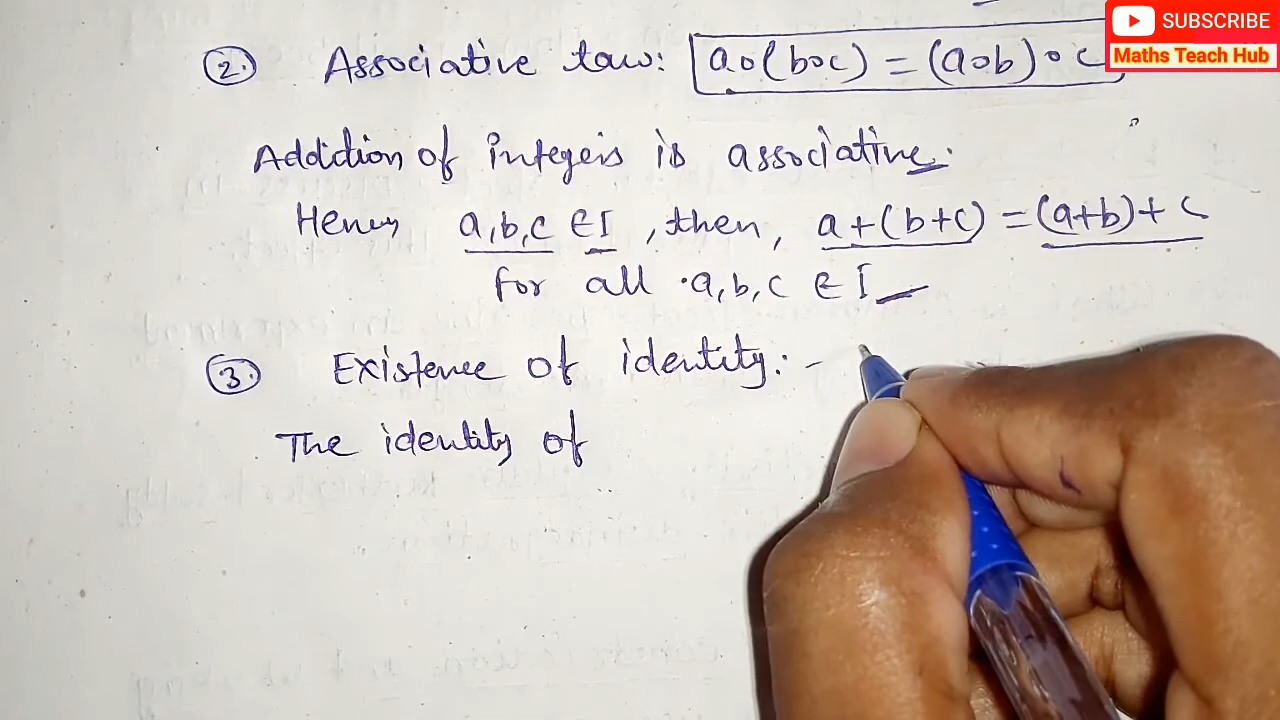 SUBSCRIBE
Maths Teach Hub
②. Associative law: a∘(b∘c) = (a∘b)∘c
Addition of integers is associative.
Hence, a,b,c ∈ I, then, a+(b+c) = (a+b)+c
for all a,b,c ∈ I
③. Existence of identity: -
The identity of